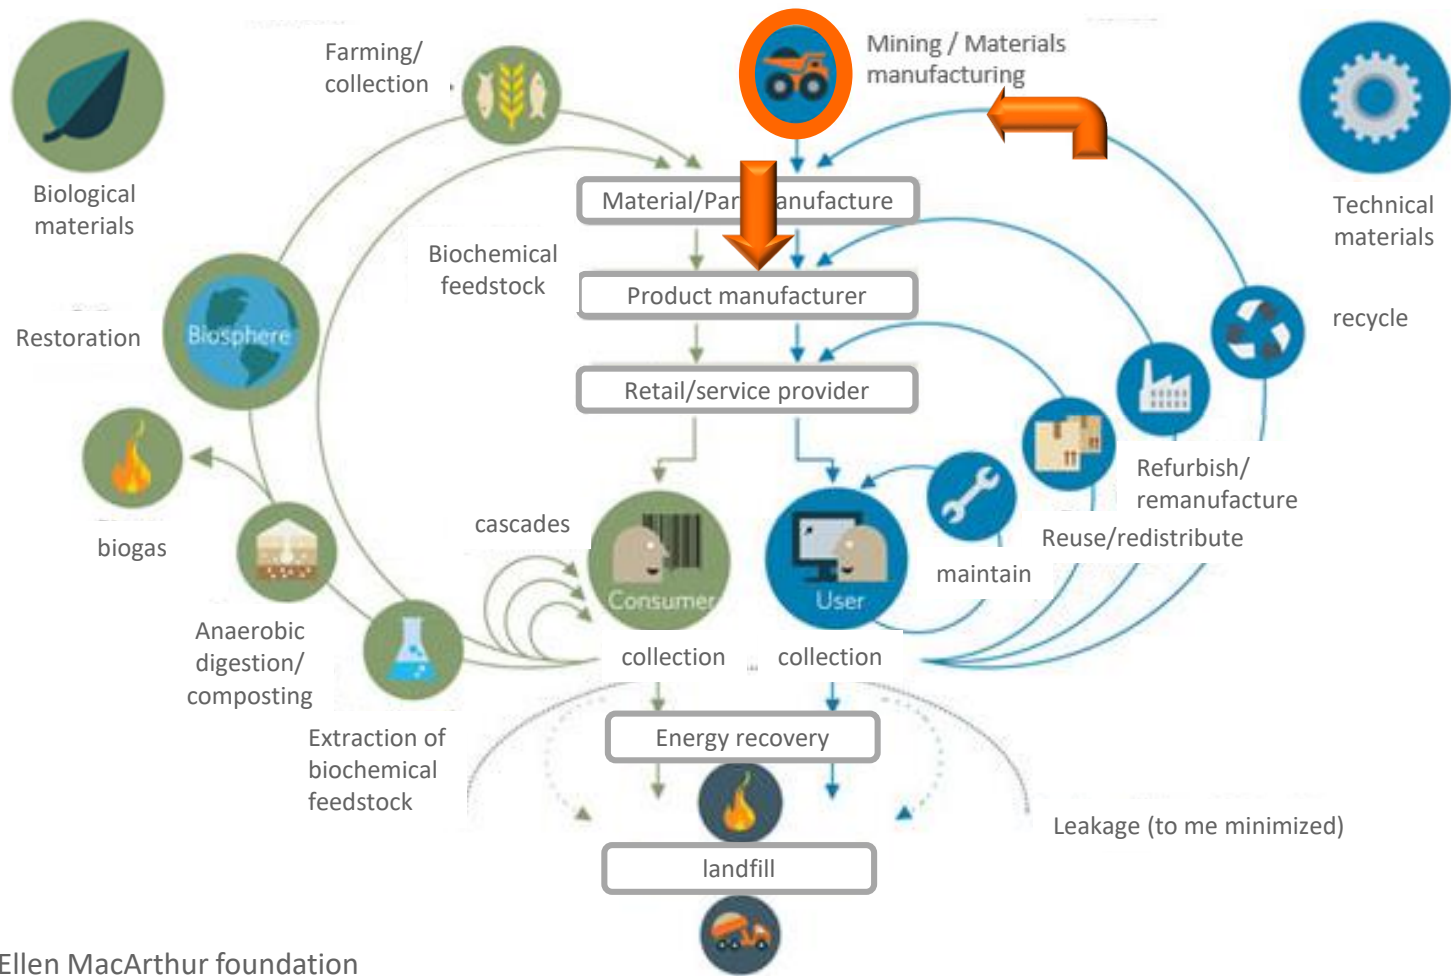 Farming/
collection
Mining / Materials
manufacturing
Biological
materials
Technical
materials
Material/Part manufacture
Biochemical
feedstock
Product manufacturer
Restoration
Biosphere
recycle
Retail/service provider
Refurbish/
remanufacture
biogas
cascades
Reuse/redistribute
maintain
Consumer
User
Anaerobic
digestion/
composting
collection
collection
Extraction of
biochemical
feedstock
Energy recovery
Leakage (to me minimized)
landfill
Ellen MacArthur foundation